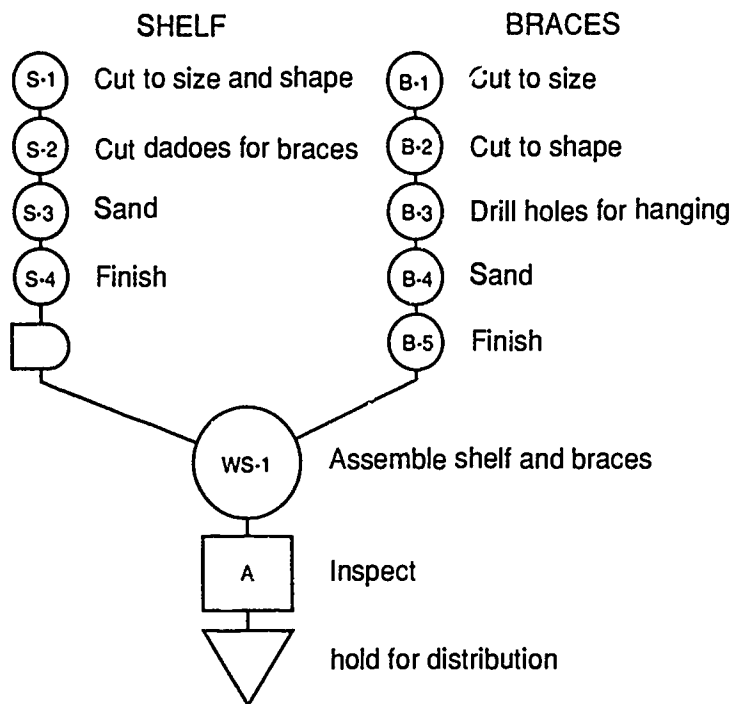 SHELF
BRACES
S-1 Cut to size and shape
B-1 Cut to size
S-2 Cut dadoes for braces
B-2 Cut to shape
S-3 Sand
B-3 Drill holes for hanging
S-4 Finish
B-4 Sand
B-5 Finish
WS-1 Assemble shelf and braces
A Inspect
hold for distribution